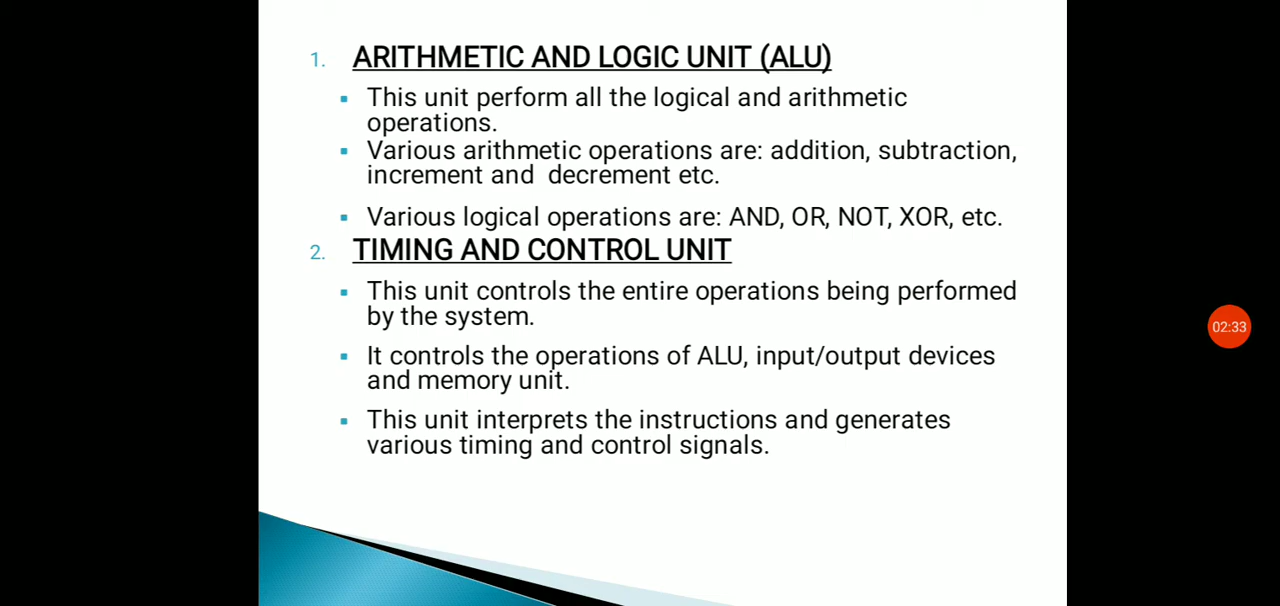 1. ARITHMETIC AND LOGIC UNIT (ALU)
▪ This unit perform all the logical and arithmetic
operations.
▪ Various arithmetic operations are: addition, subtraction,
increment and decrement etc.
▪ Various logical operations are: AND, OR, NOT, XOR, etc.
2. TIMING AND CONTROL UNIT
▪ This unit controls the entire operations being performed
by the system.
▪ It controls the operations of ALU, input/output devices
and memory unit.
▪ This unit interprets the instructions and generates
various timing and control signals.
02:33